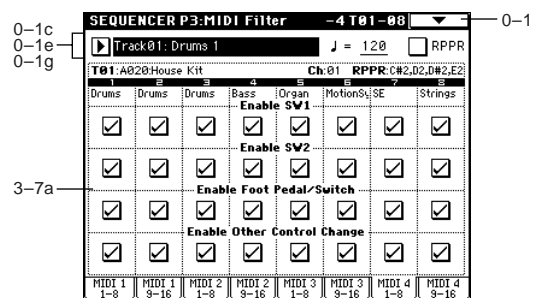 SEQUENCER P3:MIDI Filter -4 T01-08
0-1
0-1c
0-1e
0-1g
Track01: Drums 1
♩ = 120
RPPR
T01:A020:House Kit Ch:01 RPPR:C#2,D2,D#2,E2
1 2 3 4 5 6 7 8
Drums Drums Drums Bass Organ MotionSy SE Strings
Enable SW1
Enable SW2
3-7a
Enable Foot Pedal/Switch
Enable Other Control Change
MIDI 1 1-8 MIDI 1 9-16 MIDI 2 1-8 MIDI 2 9-16 MIDI 3 1-8 MIDI 3 9-16 MIDI 4 1-8 MIDI 4 9-16